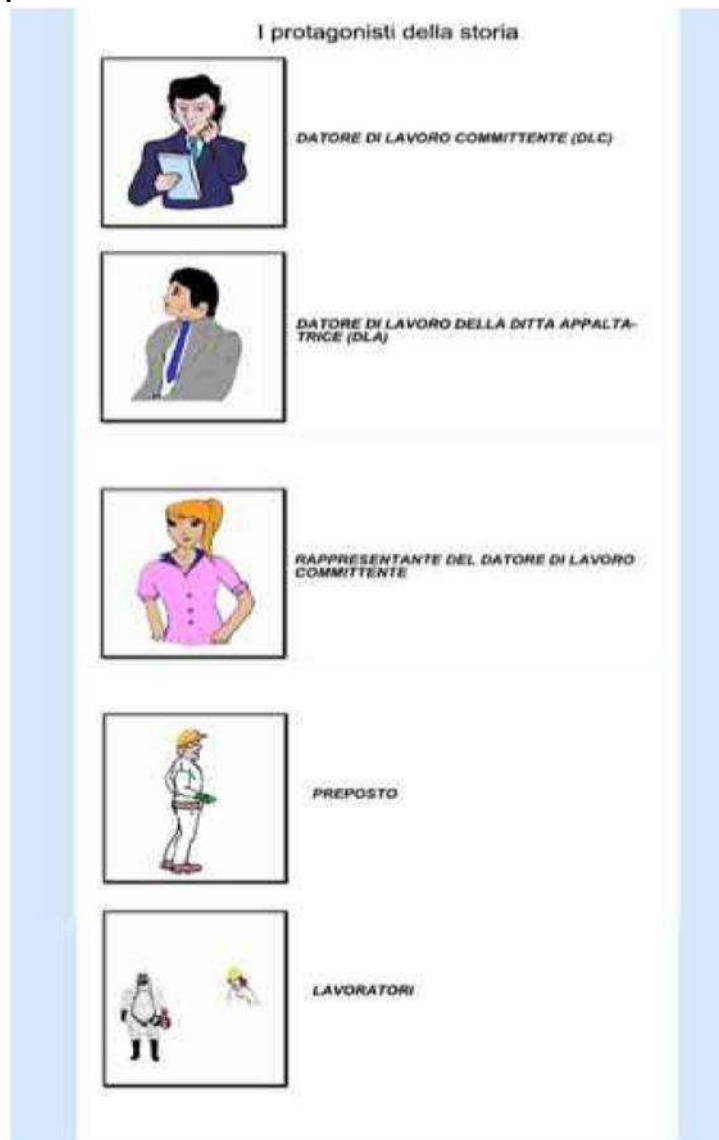 I protagonisti della storia
DATORE DI LAVORO COMMITTENTE (DLC)
DATORE DI LAVORO DELLA DITTA APPALTA-
TRICE (DLA)
RAPPRESENTANTE DEL DATORE DI LAVORO
COMMITTENTE
PREPOSTO
LAVORATORI